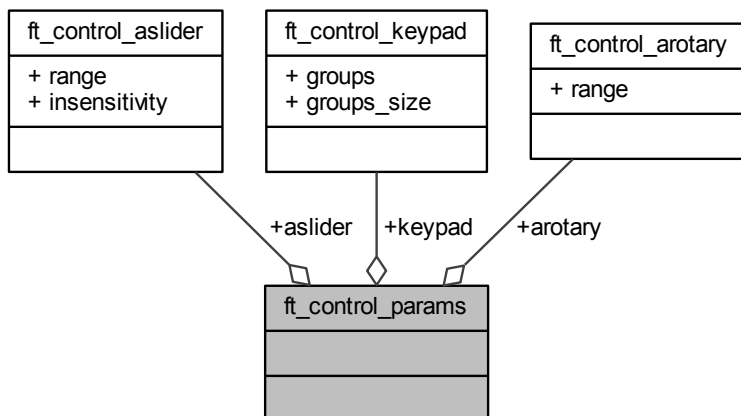 ft_control_aslider
+ range
+ insensitivity
ft_control_keypad
+ groups
+ groups_size
ft_control_arotary
+ range
+aslider
+keypad
+arotary
ft_control_params